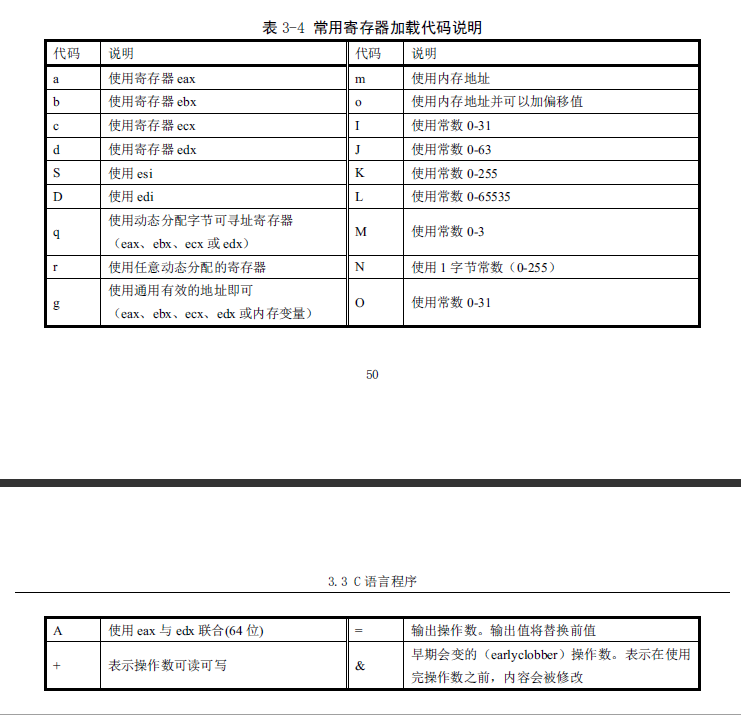 表 3-4 常用寄存器加载代码说明
代码 说明 代码 说明
a 使用寄存器 eax m 使用内存地址
b 使用寄存器 ebx o 使用内存地址并可以加偏移值
c 使用寄存器 ecx I 使用常数 0-31
d 使用寄存器 edx J 使用常数 0-63
S 使用 esi K 使用常数 0-255
D 使用 edi L 使用常数 0-65535
q 使用动态分配字节可寻址寄存器
（eax、ebx、ecx 或 edx） M 使用常数 0-3
r 使用任意动态分配的寄存器 N 使用 1 字节常数（0-255）
g 使用通用有效的地址即可
（eax、ebx、ecx、edx 或内存变量） O 使用常数 0-31
50
3.3 C 语言程序
A 使用 eax 与 edx 联合(64 位) = 输出操作数。输出值将替换前值
+ 表示操作数可读可写 & 早期会变的（earlyclobber）操作数。表示在使用
完操作数之前，内容会被修改